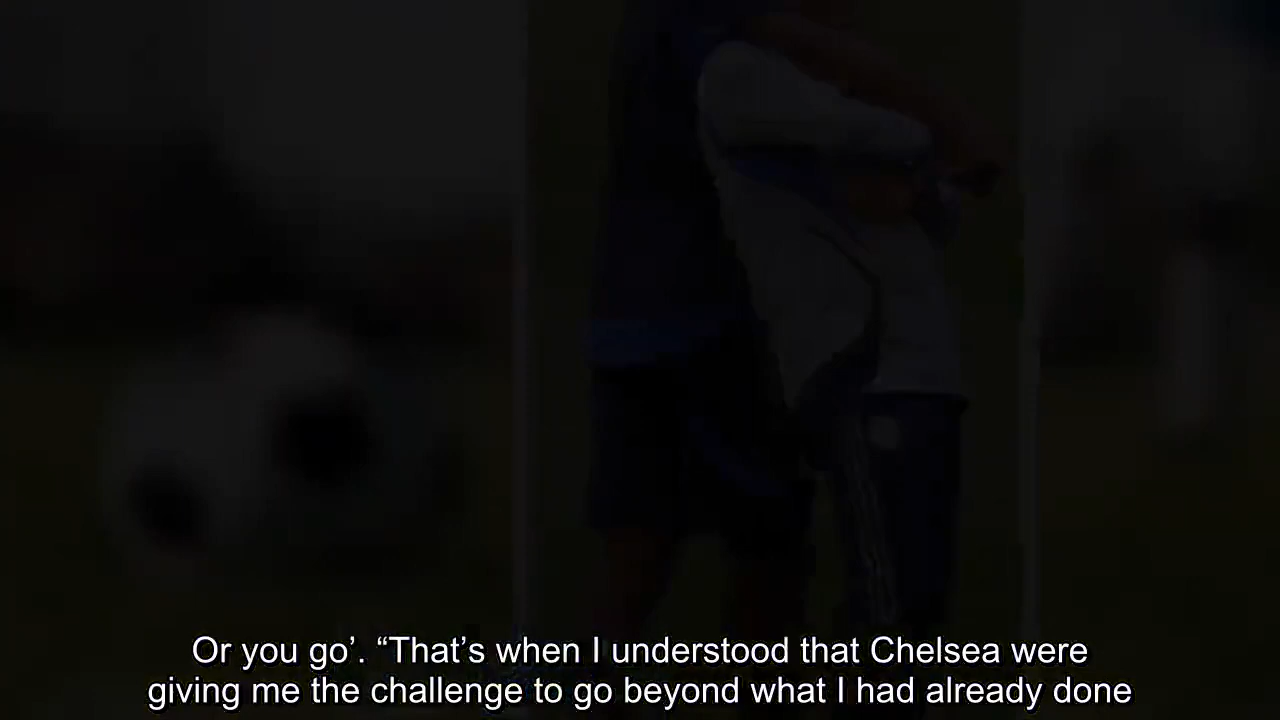 Or you go’. “That’s when I understood that Chelsea were
giving me the challenge to go beyond what I had already done